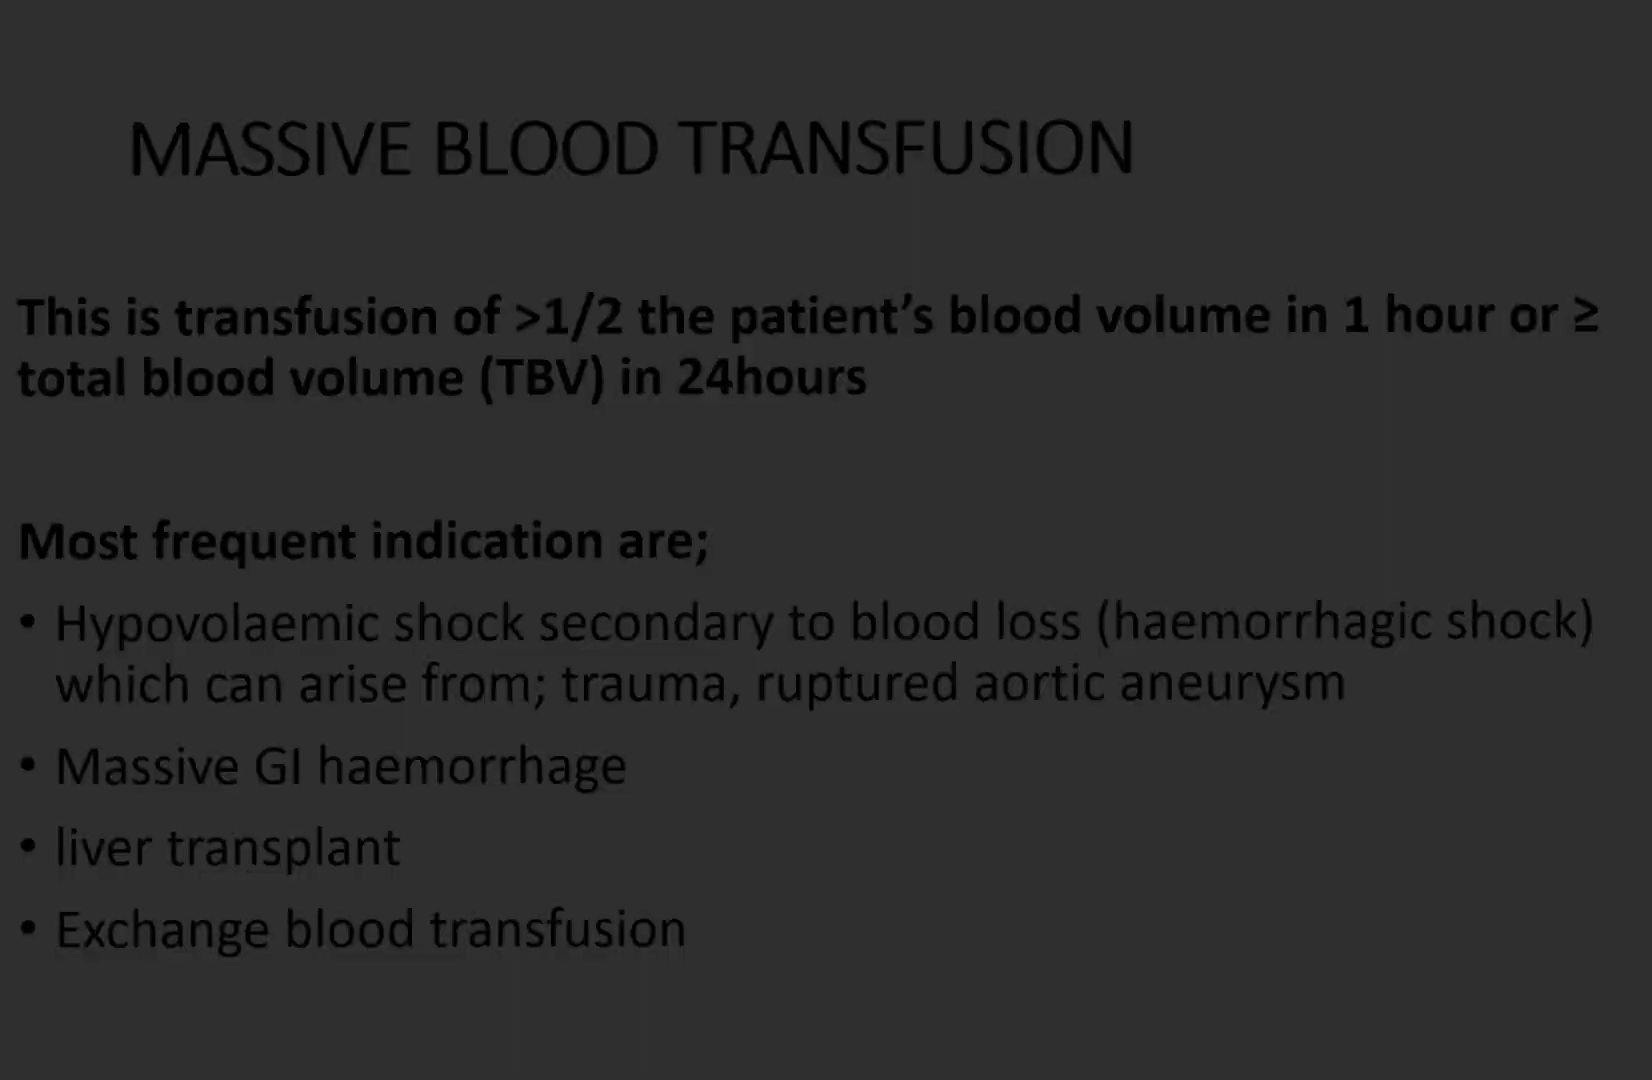 MASSIVE BLOOD TRANSFUSION
This is transfusion of >1/2 the patient’s blood volume in 1 hour or ≥
total blood volume (TBV) in 24hours
Most frequent indication are;
• Hypovolaemic shock secondary to blood loss (haemorrhagic shock)
which can arise from; trauma, ruptured aortic aneurysm
• Massive GI haemorrhage
• liver transplant
• Exchange blood transfusion